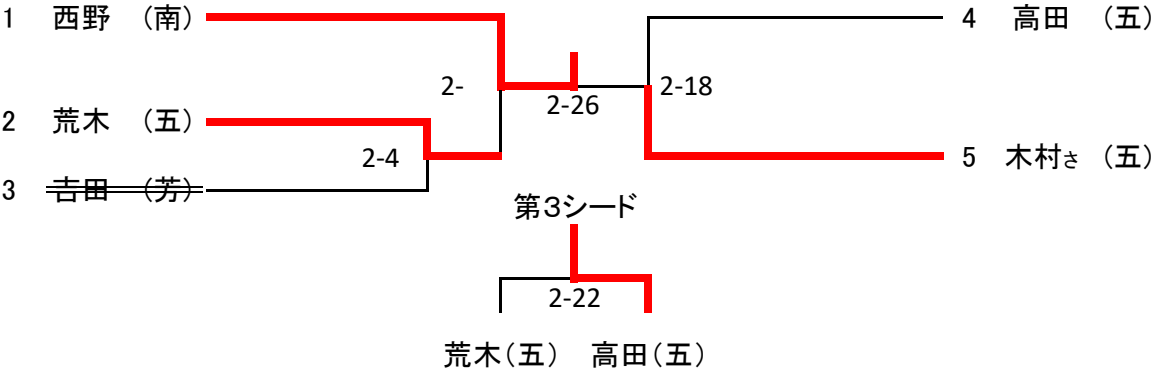 1 西野 (南)
4 高田 (五)
2-
2-18
2-26
2 荒木 (五)
2-4
5 木村さ (五)
3 吉田 (芳)
第3シード
2-22
荒木(五) 高田(五)